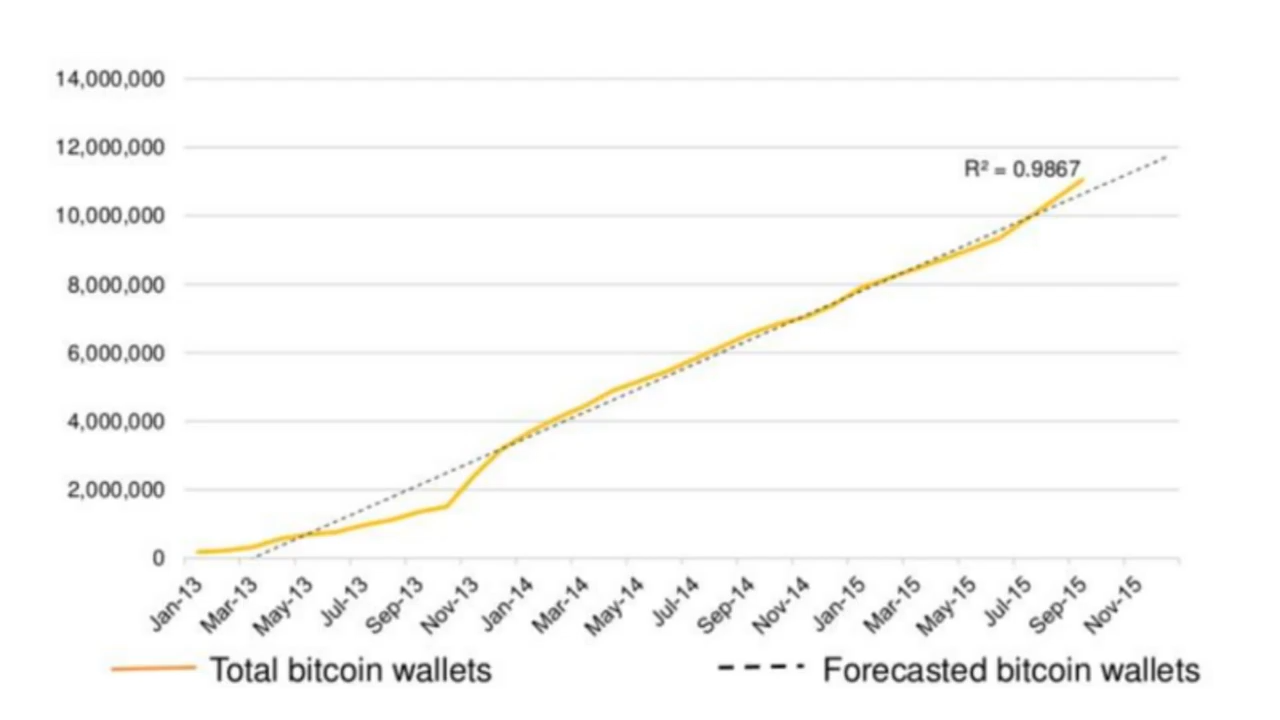 14,000,000
12,000,000
R² = 0.9867
10,000,000
8,000,000
6,000,000
4,000,000
2,000,000
0
Jan-13 Mar-13 May-13 Jul-13 Sep-13 Nov-13 Jan-14 Mar-14 May-14 Jul-14 Sep-14 Nov-14 Jan-15 Mar-15 May-15 Jul-15 Sep-15 Nov-15
Total bitcoin wallets Forecasted bitcoin wallets